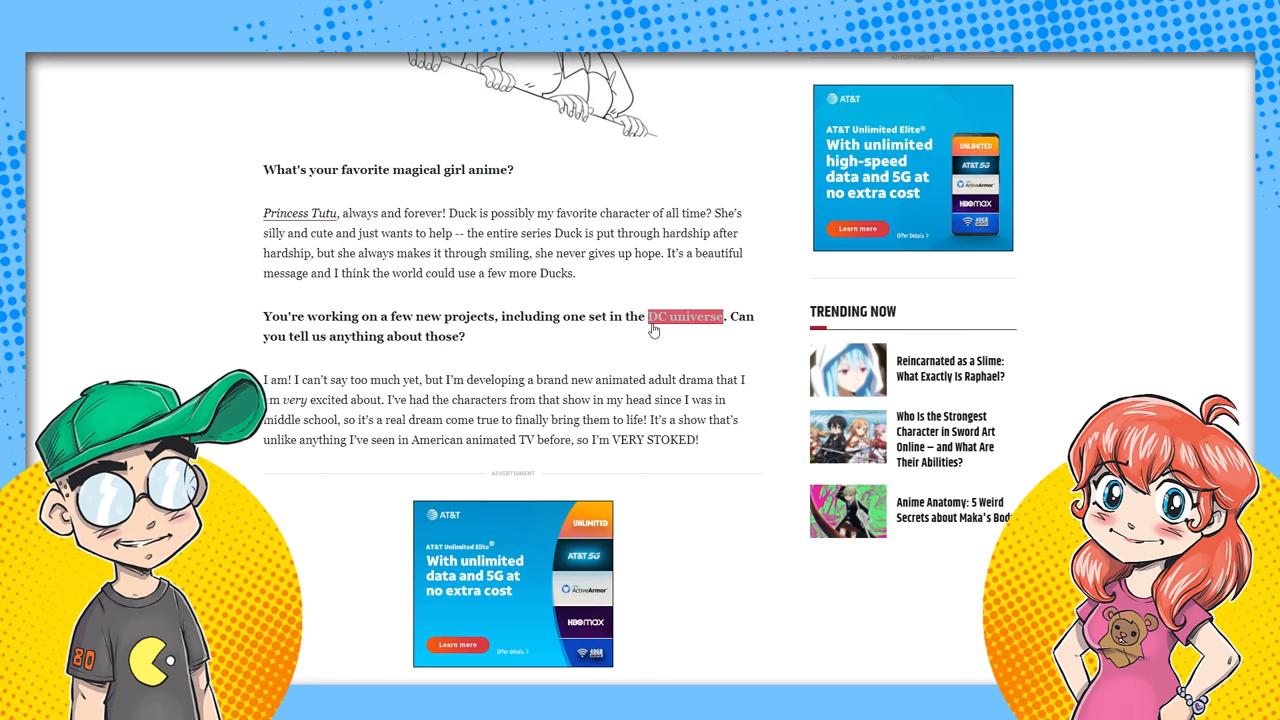 What's your favorite magical girl anime?
Princess Tutu, always and forever! Duck is possibly my favorite character of all time? She's
silly and cute and just wants to help -- the entire series Duck is put through hardship after
hardship, but she always makes it through smiling, she never gives up hope. It's a beautiful
message and I think the world could use a few more Ducks.
You're working on a few new projects, including one set in the DC universe. Can
you tell us anything about those?
I am! I can't say too much yet, but I'm developing a brand new animated adult drama that I
m very excited about. I've had the characters from that show in my head since I was in
middle school, so it's a real dream come true to finally bring them to life! It's a show that's
unlike anything I've seen in American animated TV before, so I'm VERY STOKED!
ADVERTISMENT
AT&T
AT&T Unlimited Elite®
With unlimited
data and 5G at
no extra cost
Learn more
Offer details >
UNLIMITED
AT&T 5G
ActiveArmor
HBOMAX
40GB
ADVERTISMENT
AT&T
AT&T Unlimited Elite®
With unlimited
high-speed
data and 5G at
no extra cost
Learn more
Offer Details >
UNLIMITED
AT&T 5G
ActiveArmor
HBOMAX
40GB
TRENDING NOW
Reincarnated as a Slime:
What Exactly Is Raphael?
Who Is the Strongest
Character in Sword Art
Online – and What Are
Their Abilities?
Anime Anatomy: 5 Weird
Secrets about Maka's Bod
80